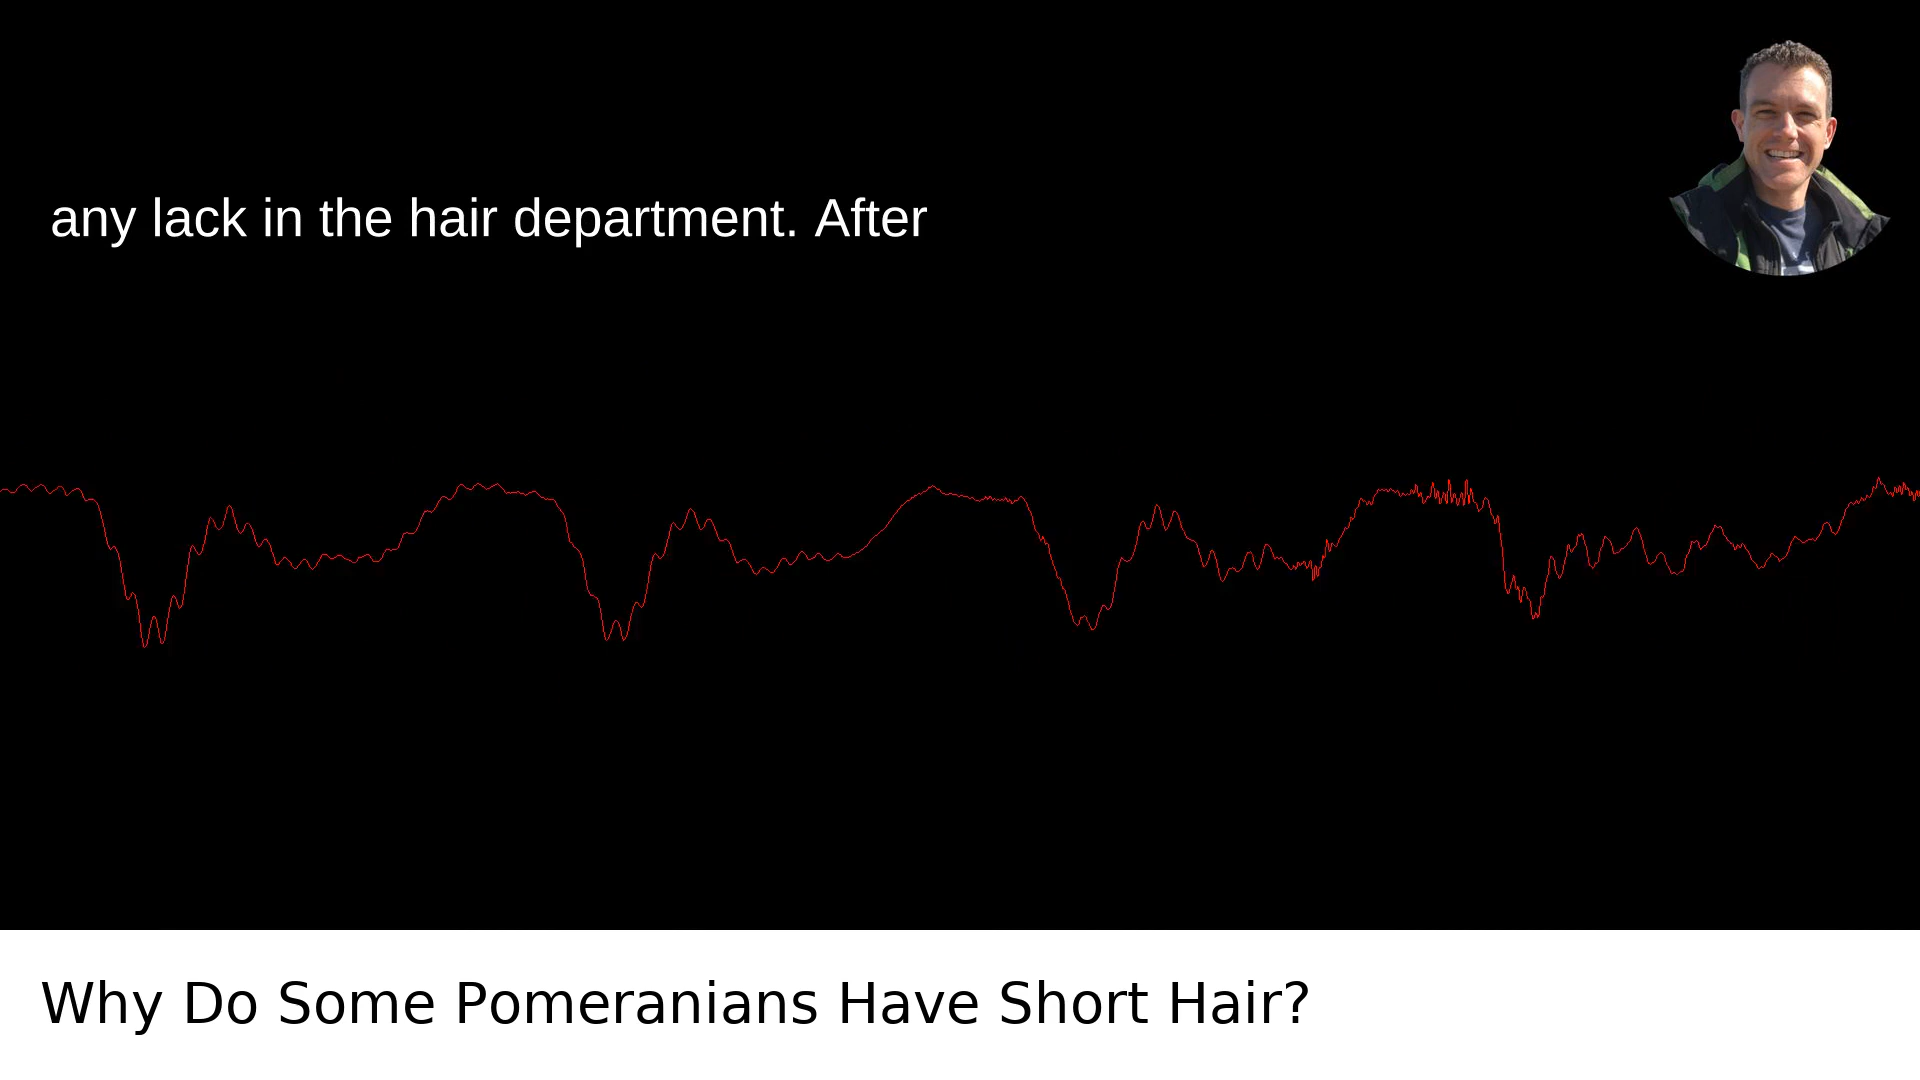 any lack in the hair department. After
Why Do Some Pomeranians Have Short Hair?